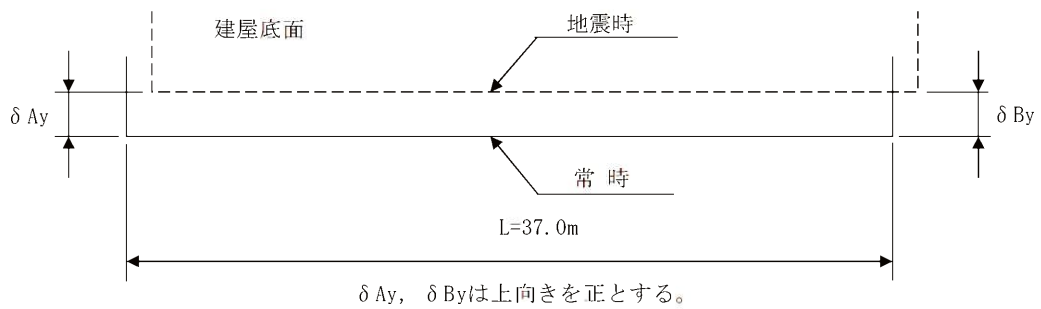 建屋底面
地震時
δAy
δBy
常 時
L=37.0m
δAy, δByは上向きを正とする。